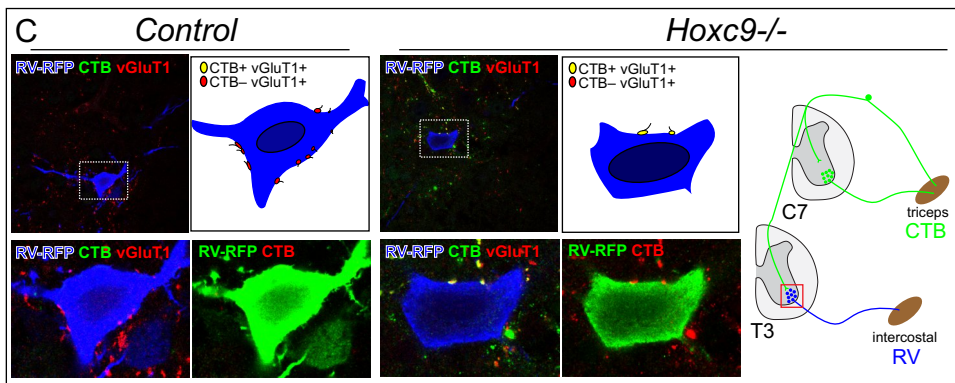 C
Control
Hoxc9-/-
RV-RFP CTB vGluT1
CTB+ vGluT1+
CTB– vGluT1+
RV-RFP CTB vGluT1
CTB+ vGluT1+
CTB– vGluT1+
C7
triceps
CTB
RV-RFP CTB vGluT1
RV-RFP CTB
RV-RFP CTB vGluT1
RV-RFP CTB
T3
intercostal
RV